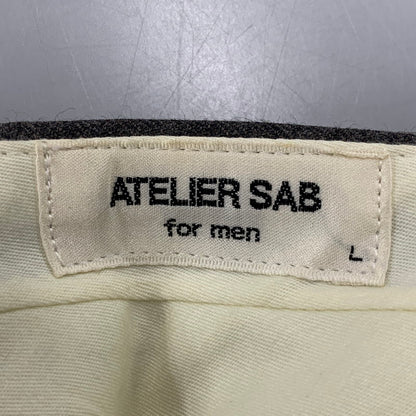 ATELIER SAB
for men
L